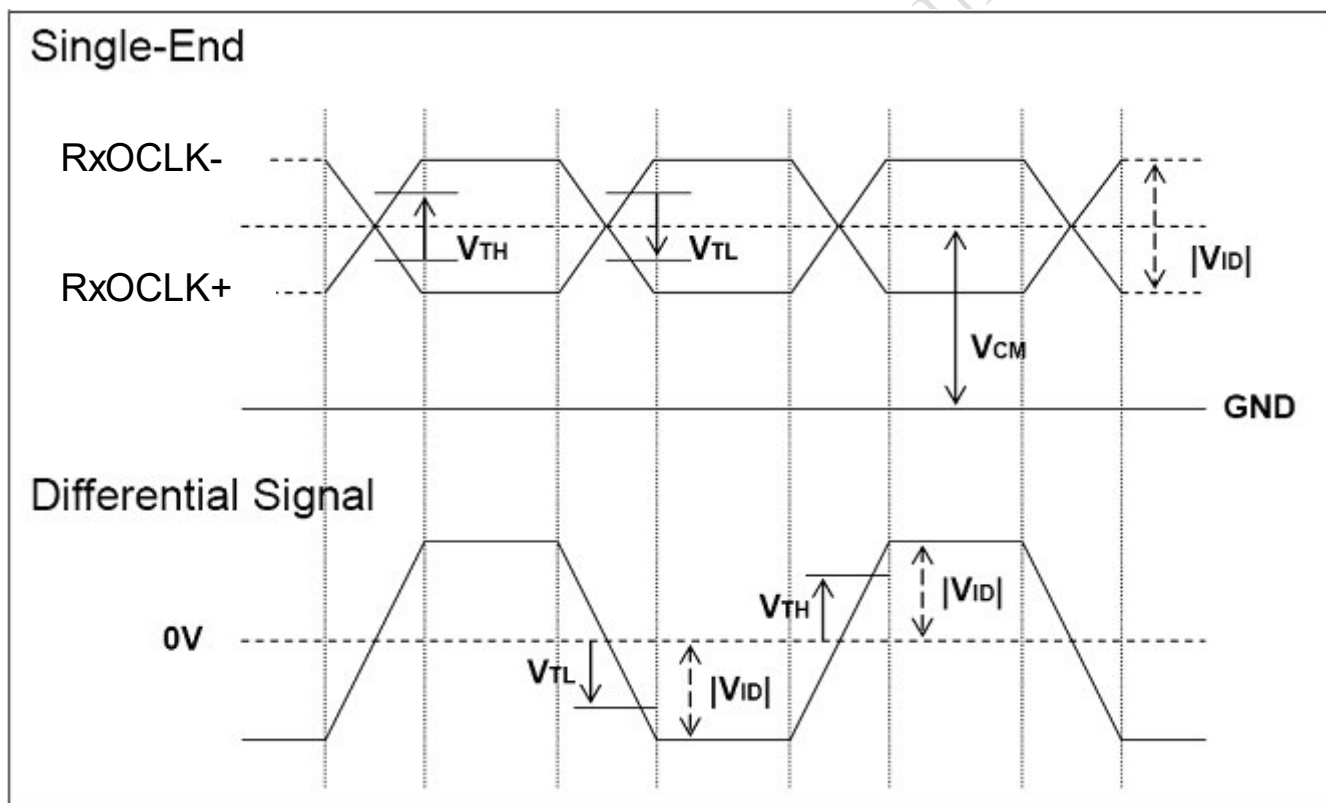 Single-End
RxOCLK-
VTH
VTL
|VID|
RxOCLK+
VCM
GND
Differential Signal
|VID|
VTH
0V
VTL
|VID|